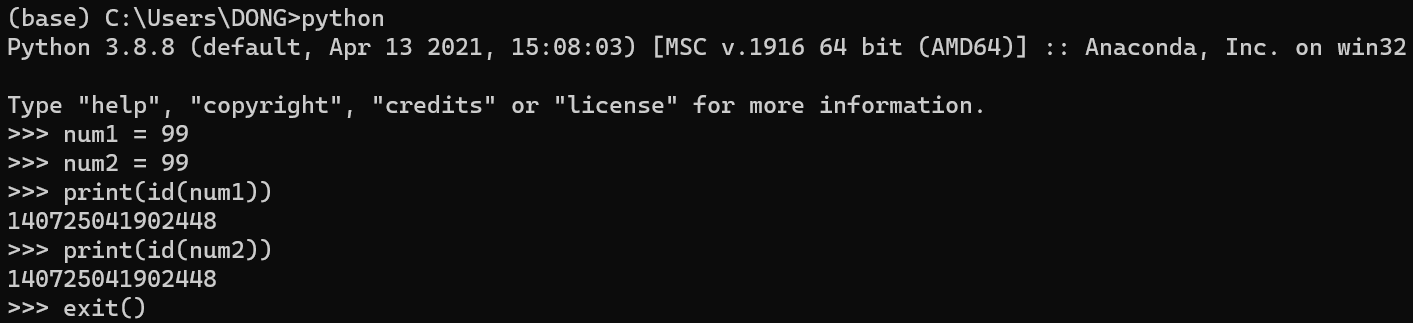 (base) C:\Users\DONG>python
Python 3.8.8 (default, Apr 13 2021, 15:08:03) [MSC v.1916 64 bit (AMD64)] :: Anaconda, Inc. on win32
Type "help", "copyright", "credits" or "license" for more information.
>>> num1 = 99
>>> num2 = 99
>>> print(id(num1))
140725041902448
>>> print(id(num2))
140725041902448
>>> exit()